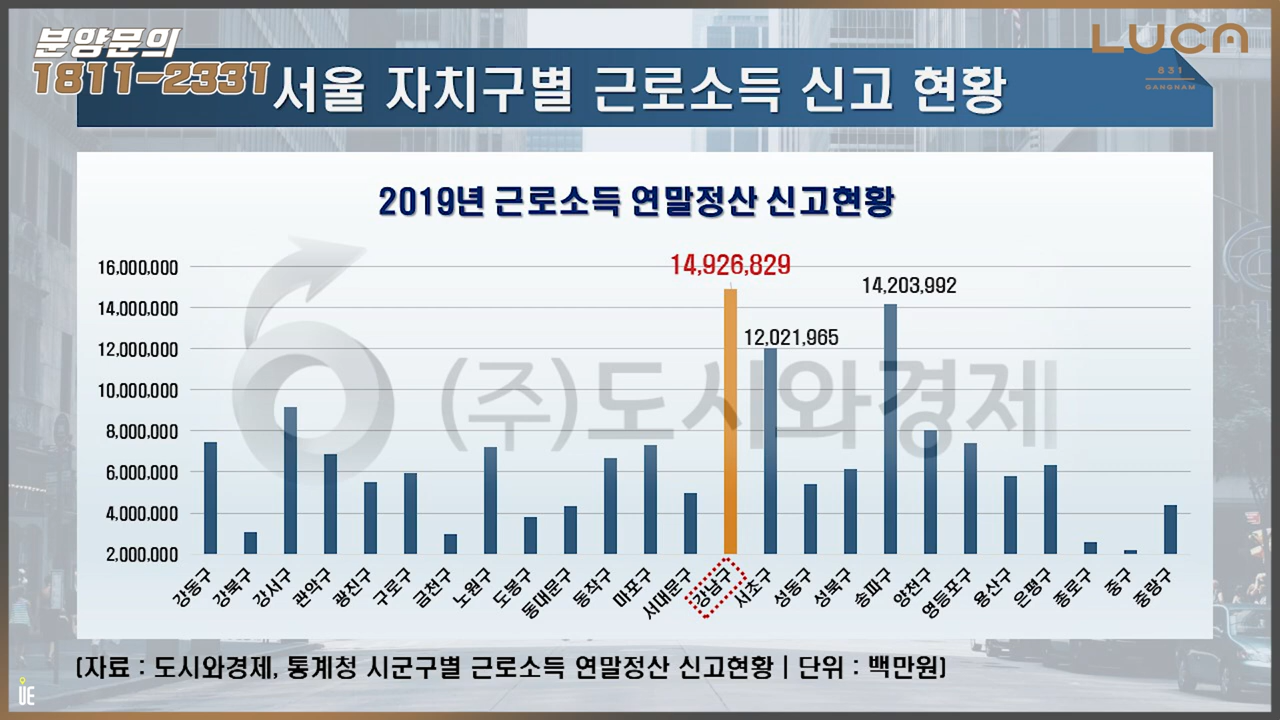 분양문의
1811-2331
LUCA
831
GANGNAM
서울 자치구별 근로소득 신고 현황
2019년 근로소득 연말정산 신고현황
16.000.000
14.000.000
12.000.000
10.000.000
8.000.000
6.000.000
4.000.000
2.000.000
14,926,829
12,021,965
14,203,992
(주)도시와경제
강동구
강북구
강서구
관악구
광진구
구로구
금천구
노원구
도봉구
동대문구
동작구
마포구
서대문구
강남구
서초구
성동구
성북구
송파구
양천구
영등포구
용산구
은평구
종로구
중구
중랑구
(자료 : 도시와경제, 통계청 시군구별 근로소득 연말정산 신고현황 | 단위 : 백만원)
UE